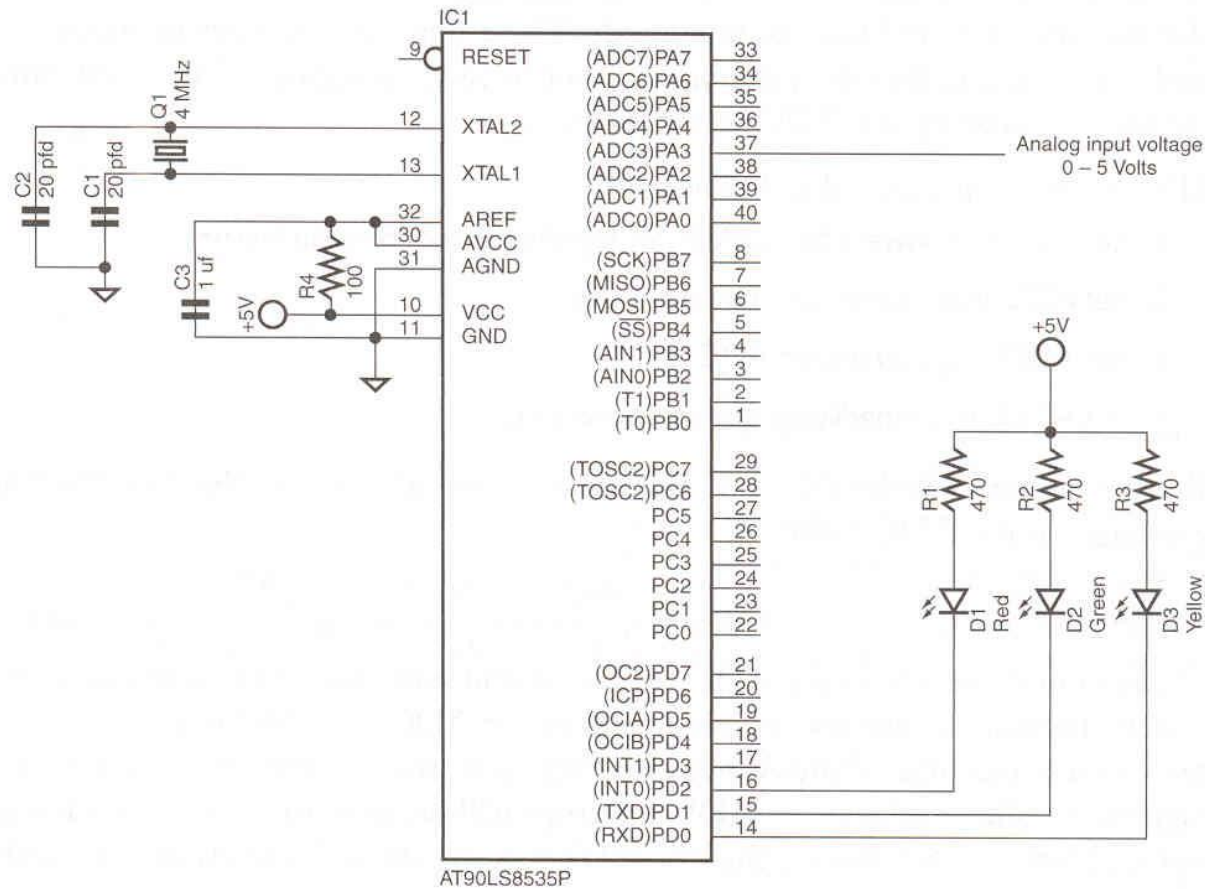 IC1
9
RESET
Q1
4 MHz
12
XTAL2
13
XTAL1
C2
20 pfd
C1
20 pfd
32
AREF
30
AVCC
31
AGND
C3
1 uf
R4
100
+5V
10
VCC
11
GND
(ADC7)PA7 33
(ADC6)PA6 34
(ADC5)PA5 35
(ADC4)PA4 36
(ADC3)PA3 37
(ADC2)PA2 38
(ADC1)PA1 39
(ADC0)PA0 40
Analog input voltage
0 – 5 Volts
(SCK)PB7 8
(MISO)PB6 7
(MOSI)PB5 6
(SS)PB4 5
(AIN1)PB3 4
(AIN0)PB2 3
(T1)PB1 2
(T0)PB0 1
(TOSC2)PC7 29
(TOSC2)PC6 28
PC5 27
PC4 26
PC3 25
PC2 24
PC1 23
PC0 22
(OC2)PD7 21
(ICP)PD6 20
(OCIA)PD5 19
(OCIB)PD4 18
(INT1)PD3 17
(INT0)PD2 16
(TXD)PD1 15
(RXD)PD0 14
+5V
R1
470
R2
470
R3
470
D1
Red
D2
Green
D3
Yellow
AT90LS8535P